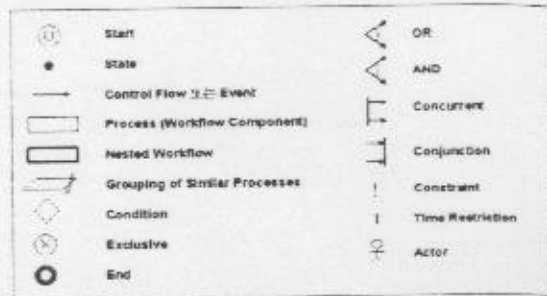 Start
State
Control Flow 또는 Event
Process (Workflow Component)
Nested Workflow
Grouping of Similar Processes
Condition
Exclusive
End
OR
AND
Concurrent
Conjunction
Constraint
Time Restriction
Actor